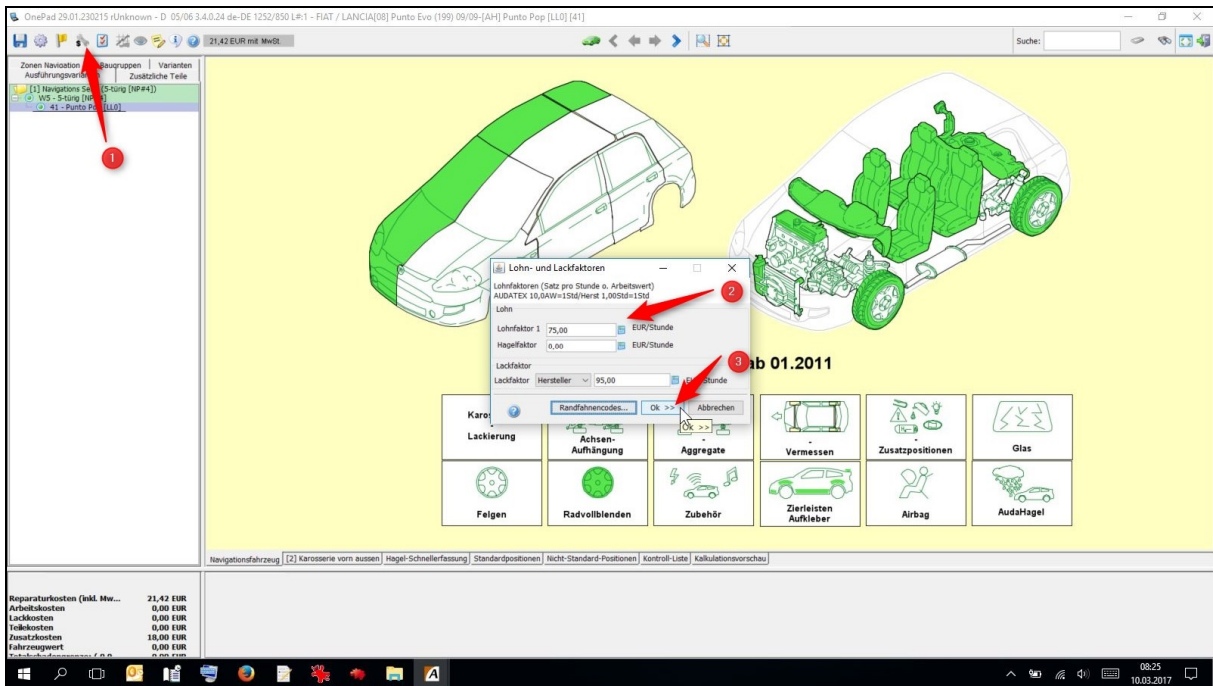 OnePad 29.01.230215 rUnknown - D 05/06 3.4.0.24 de-DE 1252/850 L#:1 - FIAT / LANCIA[08] Punto Evo (199) 09/09-[AH] Punto Pop [LL0] [41]
21,42 EUR mit MwSt.
Suche:
Zonen Navigation Baugruppen Varianten
Zusätzliche Teile
[1] Navigations (5-türig [NP#4])
W5 - 5-türig
41 - Punto [LL0]
1
Lohn- und Lackfaktoren
Lohnfaktoren (Satz pro Stunde o. Arbeitswert)
AUDATEX 10,0AW=1Std/Herst 1,00Std=1Std
2
Lohn
Lohnfaktor 1 75,00 EUR/Stunde
Hagelfaktor 0,00 EUR/Stunde
Lackfaktor
3
ab 01.2011
Lackfaktor Hersteller 95,00
Randfahnencodes... Ok >> Abbrechen
Ok >>
Lackierung
Achsen-
Aufhängung
-
Aggregate
-
Vermessen
-
Zusatzpositionen
Glas
Felgen
Radvollblenden
Zubehör
Zierleisten
Aufkleber
Airbag
AudaHagel
Navigationsfahrzeug [2] Karosserie vorn aussen Hagel-Schnellerfassung Standardpositionen Nicht-Standard-Positionen Kontroll-Liste Kalkulationsvorschau
Reparaturkosten (inkl. Mw... 21,42 EUR
Arbeitskosten 0,00 EUR
Lackkosten 0,00 EUR
Teilekosten 0,00 EUR
Zusatzkosten 18,00 EUR
Fahrzeugwert 0,00 EUR
08:25
10.03.2017